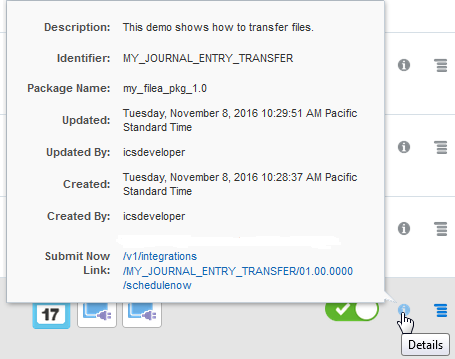 Description: This demo shows how to transfer files.
Identifier: MY_JOURNAL_ENTRY_TRANSFER
Package Name: my_filea_pkg_1.0
Updated: Tuesday, November 8, 2016 10:29:51 AM Pacific
Standard Time
Updated By: icsdeveloper
Created: Tuesday, November 8, 2016 10:28:37 AM Pacific
Standard Time
Created By: icsdeveloper
Submit Now /v1/integrations
Link: /MY_JOURNAL_ENTRY_TRANSFER/01.00.0000
/schedulenow
17
Details